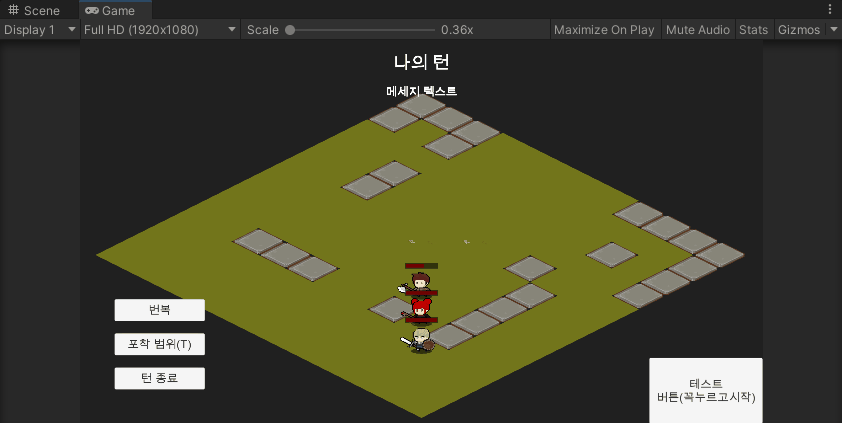 Scene
Game
Display 1
Full HD (1920x1080)
Scale
0.36x
Maximize On Play
Mute Audio
Stats
Gizmos
나의 턴
메세지 텍스트
번복
포착 범위(T)
턴 종료
테스트
버튼(꼭누르고시작)